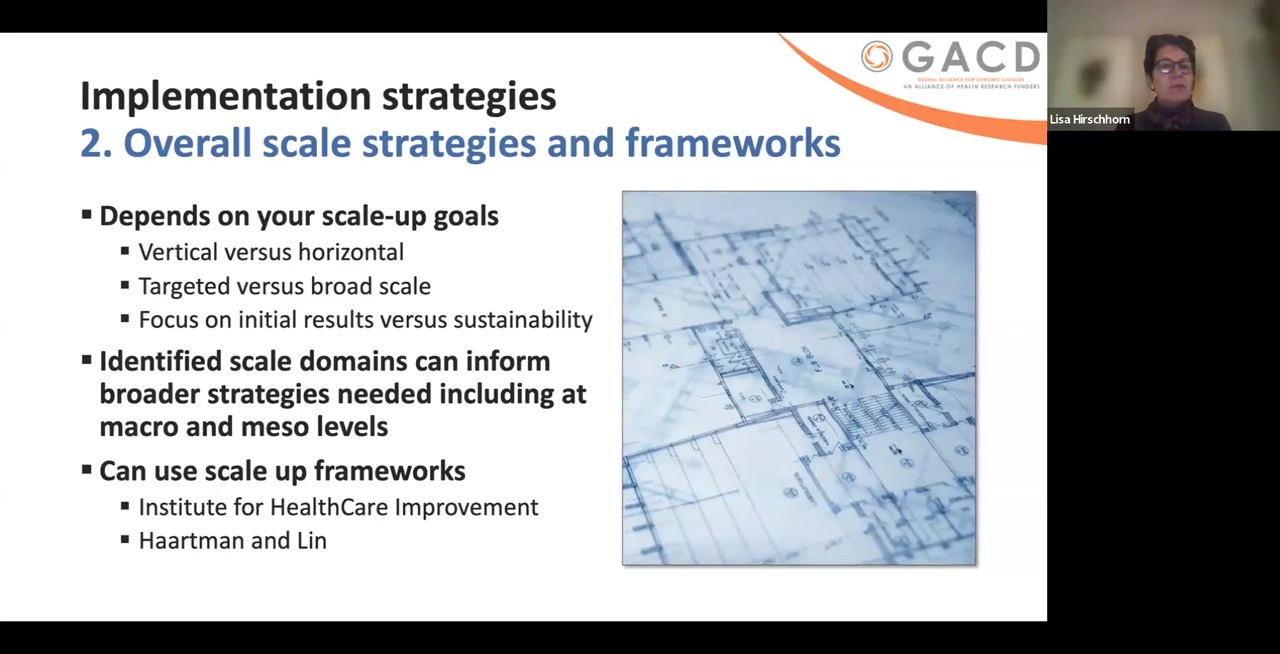 GACD
GLOBAL ALLIANCE FOR CHRONIC DISEASES
AN ALLIANCE OF HEALTH RESEARCH FUNDERS
Lisa Hirschhorn
Implementation strategies
2. Overall scale strategies and frameworks
▪ Depends on your scale-up goals
▪ Vertical versus horizontal
▪ Targeted versus broad scale
▪ Focus on initial results versus sustainability
▪ Identified scale domains can inform
broader strategies needed including at
macro and meso levels
▪ Can use scale up frameworks
▪ Institute for HealthCare Improvement
▪ Haartman and Lin